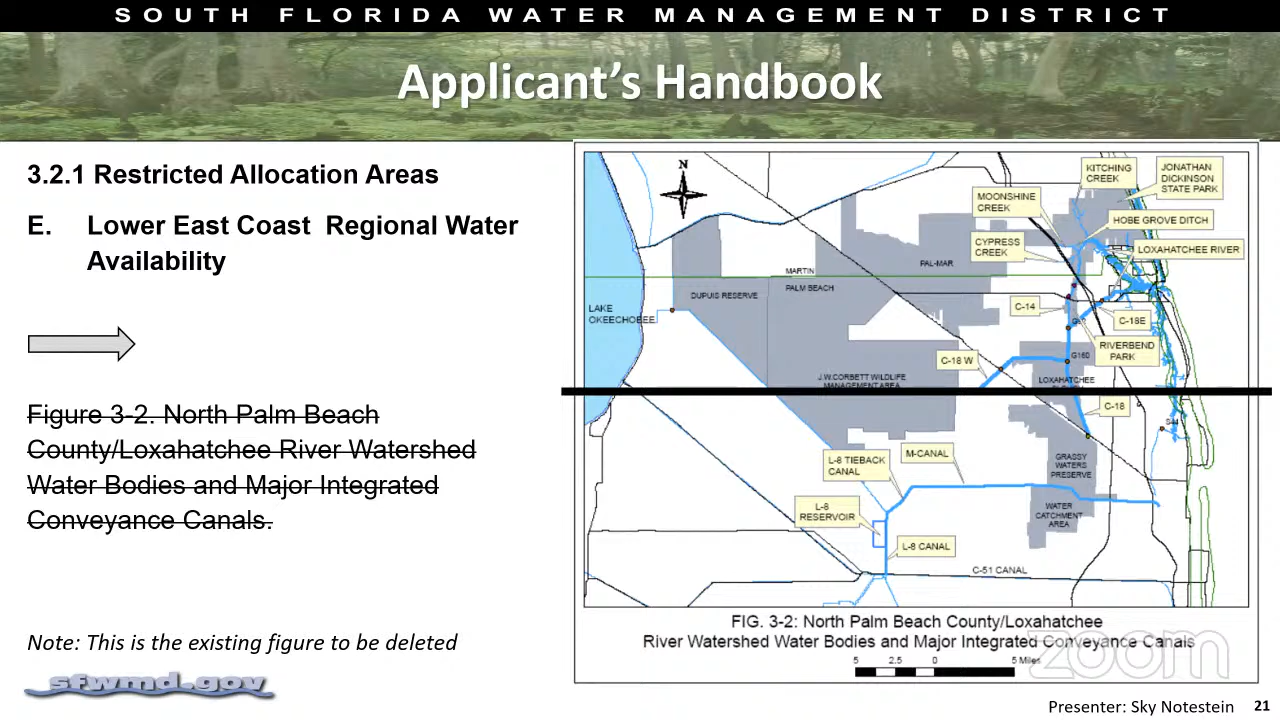 SOUTH FLORIDA WATER MANAGEMENT DISTRICT
Applicant's Handbook
3.2.1 Restricted Allocation Areas
E. Lower East Coast Regional Water
Availability
Figure 3-2. North Palm Beach
County/Loxahatchee River Watershed
Water Bodies and Major Integrated
Conveyance Canals.
Note: This is the existing figure to be deleted
sfwmd.gov
N
KITCHING
CREEK
JONATHAN
DICKINSON
STATE PARK
MOONSHINE
CREEK
HOBE GROVE DITCH
CYPRESS
CREEK
LOXAHATCHEE RIVER
PAL-MAR
MARTIN
PALM BEACH
DUPUIS RESERVE
LAKE
OKEECHOBEE
C-14
C-18E
RIVERBEND
PARK
G160
C-18 W
J.W.CORBETT WILDLIFE
MANAGEMENT AREA
LOXAHATCHEE
C-18
S44
L-8 TIEBACK
CANAL
M-CANAL
GRASSY
WATERS
PRESERVE
L-8
RESERVOIR
WATER
CATCHMENT
AREA
L-8 CANAL
C-51 CANAL
FIG. 3-2: North Palm Beach County/Loxahatchee
River Watershed Water Bodies and Major Integrated Conveyance Canals
5 2.5 0 5 Miles
zoom
Presenter: Sky Notestein 21